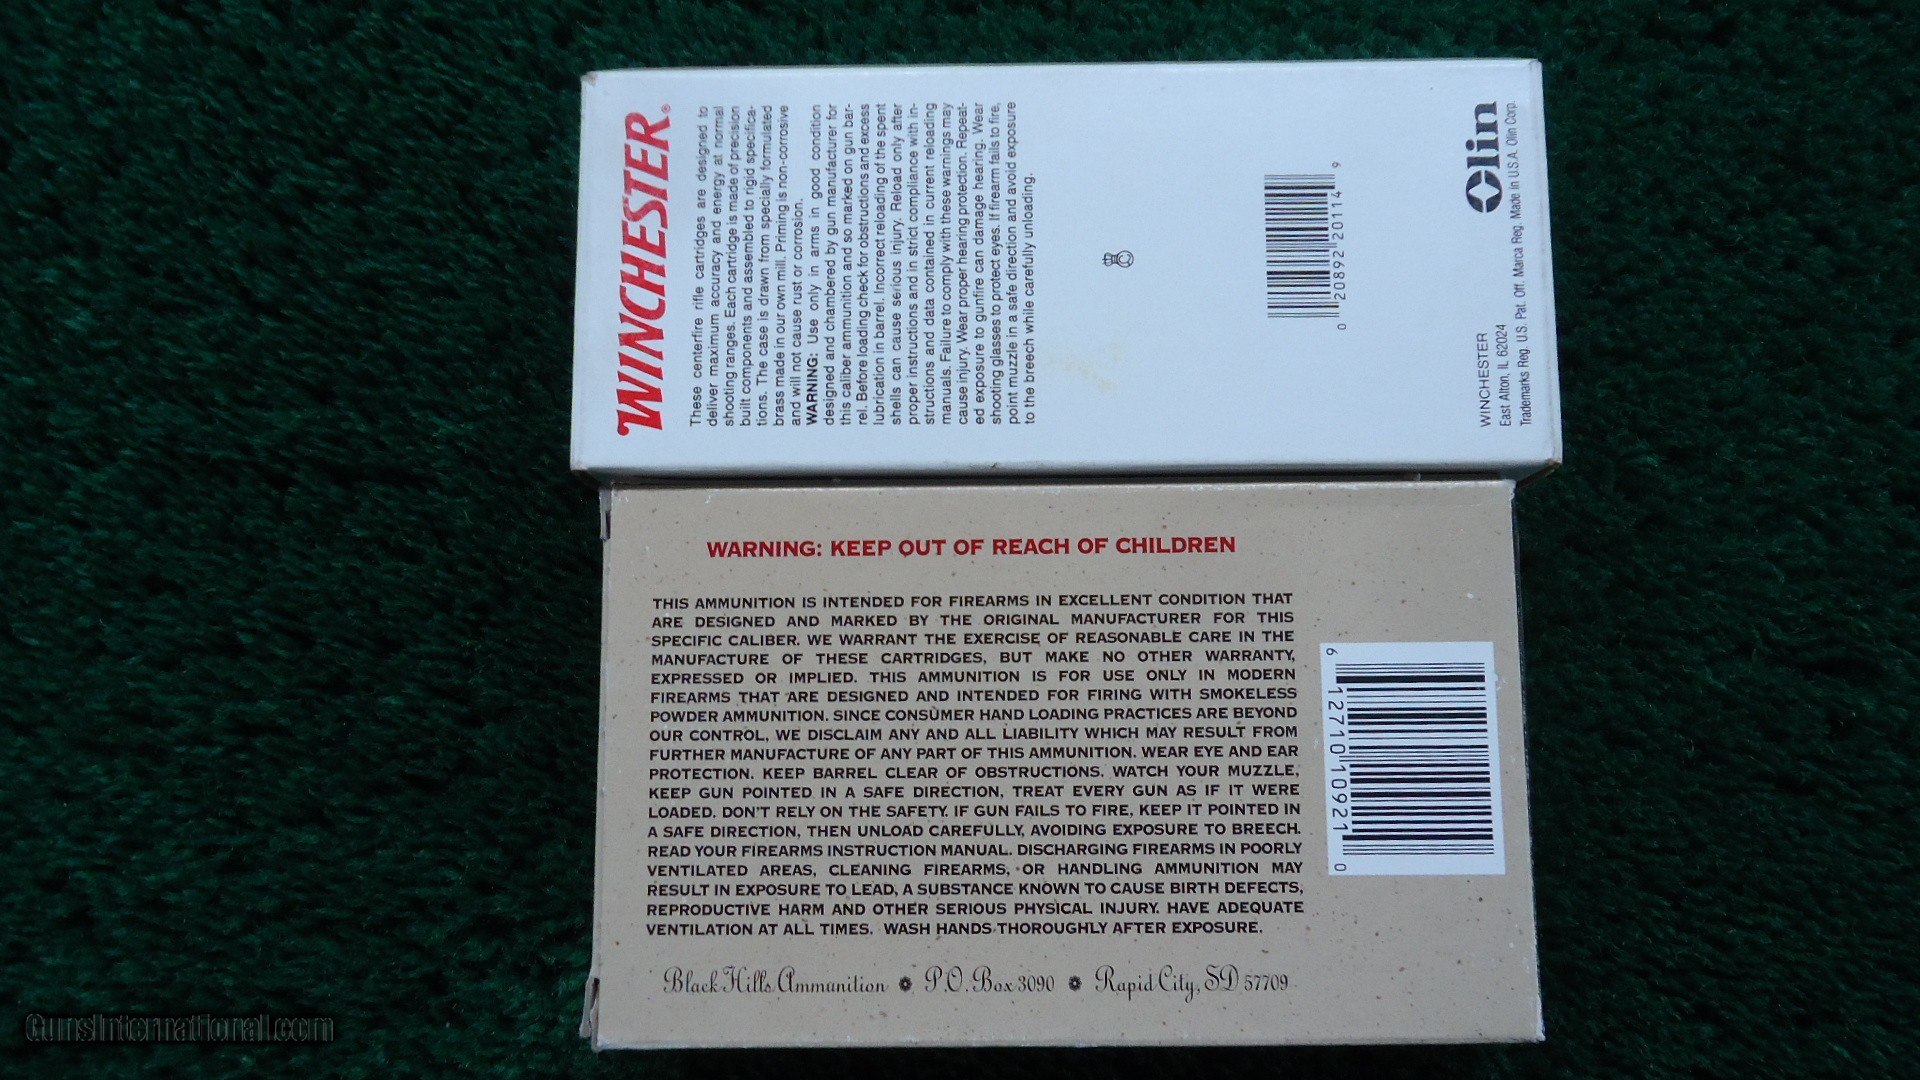 WINCHESTER®
These centerfire rifle cartridges are designed to
deliver maximum accuracy and energy at normal
shooting ranges. Each cartridge is made of precision
built components and assembled to rigid specifica-
tions. The case is drawn from specially formulated
brass made in our own mill. Priming is non-corrosive
and will not cause rust or corrosion.
WARNING: Use only in arms in good condition
designed and chambered by gun manufacturer for
this caliber ammunition and so marked on gun bar-
rel. Before loading check for obstructions and excess
lubrication in barrel. Incorrect reloading of the spent
shells can cause serious injury. Reload only after
proper instructions and in strict compliance with in-
structions and data contained in current reloading
manuals. Failure to comply with these warnings may
cause injury. Wear proper hearing protection. Repeat-
ed exposure to gunfire can damage hearing. Wear
shooting glasses to protect eyes. If firearm fails to fire,
point muzzle in a safe direction and avoid exposure
to the breech while carefully unloading.
0 20892 20114 9
Olin
WINCHESTER
East Alton, IL 62024
Trademarks Reg. U.S. Pat. Off. Marca Reg. Made in U.S.A. Olin Corp.
WARNING: KEEP OUT OF REACH OF CHILDREN
THIS AMMUNITION IS INTENDED FOR FIREARMS IN EXCELLENT CONDITION THAT
ARE DESIGNED AND MARKED BY THE ORIGINAL MANUFACTURER FOR THIS
SPECIFIC CALIBER. WE WARRANT THE EXERCISE OF REASONABLE CARE IN THE
MANUFACTURE OF THESE CARTRIDGES, BUT MAKE NO OTHER WARRANTY,
EXPRESSED OR IMPLIED. THIS AMMUNITION IS FOR USE ONLY IN MODERN
FIREARMS THAT ARE DESIGNED AND INTENDED FOR FIRING WITH SMOKELESS
POWDER AMMUNITION. SINCE CONSUMER HAND LOADING PRACTICES ARE BEYOND
OUR CONTROL, WE DISCLAIM ANY AND ALL LIABILITY WHICH MAY RESULT FROM
FURTHER MANUFACTURE OF ANY PART OF THIS AMMUNITION. WEAR EYE AND EAR
PROTECTION. KEEP BARREL CLEAR OF OBSTRUCTIONS. WATCH YOUR MUZZLE,
KEEP GUN POINTED IN A SAFE DIRECTION, TREAT EVERY GUN AS IF IT WERE
LOADED. DON'T RELY ON THE SAFETY. IF GUN FAILS TO FIRE, KEEP IT POINTED IN
A SAFE DIRECTION, THEN UNLOAD CAREFULLY, AVOIDING EXPOSURE TO BREECH.
READ YOUR FIREARMS INSTRUCTION MANUAL. DISCHARGING FIREARMS IN POORLY
VENTILATED AREAS, CLEANING FIREARMS, OR HANDLING AMMUNITION MAY
RESULT IN EXPOSURE TO LEAD, A SUBSTANCE KNOWN TO CAUSE BIRTH DEFECTS,
REPRODUCTIVE HARM AND OTHER SERIOUS PHYSICAL INJURY. HAVE ADEQUATE
VENTILATION AT ALL TIMES. WASH HANDS THOROUGHLY AFTER EXPOSURE.
6 12710 10921 0
Black Hills Ammunition P.O. Box 3090 Rapid City, SD 57709
GunsInternational.com